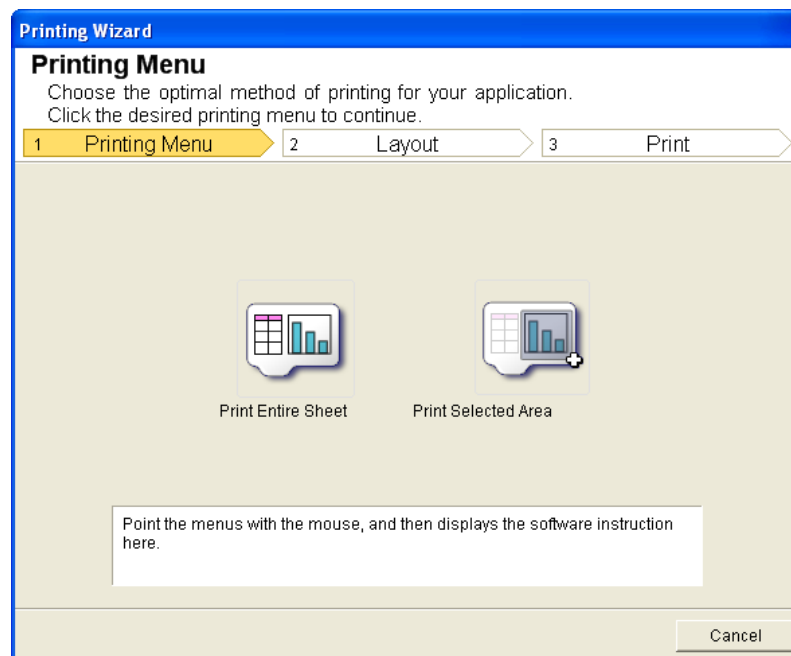 Printing Wizard
Printing Menu
Choose the optimal method of printing for your application.
Click the desired printing menu to continue.
1 Printing Menu 2 Layout 3 Print
Print Entire Sheet Print Selected Area
Point the menus with the mouse, and then displays the software instruction
here.
Cancel